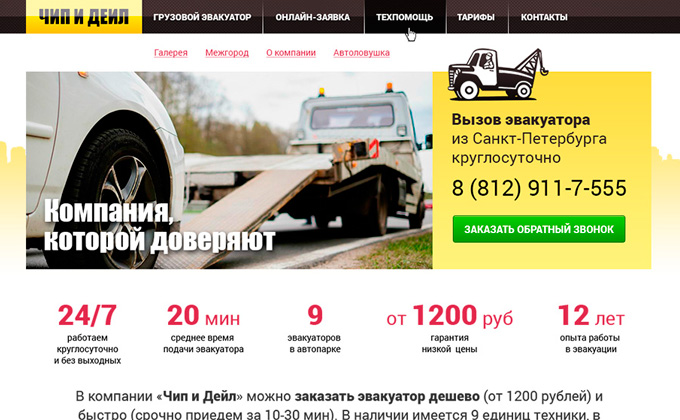 ЧИП И ДЕЙЛ
ГРУЗОВОЙ ЭВАКУАТОР
ОНЛАЙН-ЗАЯВКА
ТЕХПОМОЩЬ
ТАРИФЫ
КОНТАКТЫ
Галерея
Межгород
О компании
Автоловушка
Компания,
которой доверяют
Вызов эвакуатора
из Санкт-Петербурга
круглосуточно
8 (812) 911-7-555
ЗАКАЗАТЬ ОБРАТНЫЙ ЗВОНОК
24/7
работаем
круглосуточно
и без выходных
20 мин
среднее время
подачи эвакуатора
9
эвакуаторов
в автопарке
от 1200 руб
гарантия
низкой цены
12 лет
опыта работы
в эвакуации
В компании «Чип и Дейл» можно заказать эвакуатор дешево (от 1200 рублей) и
быстро (срочно приедем за 10-30 мин). В наличии имеется 9 единиц техники, в